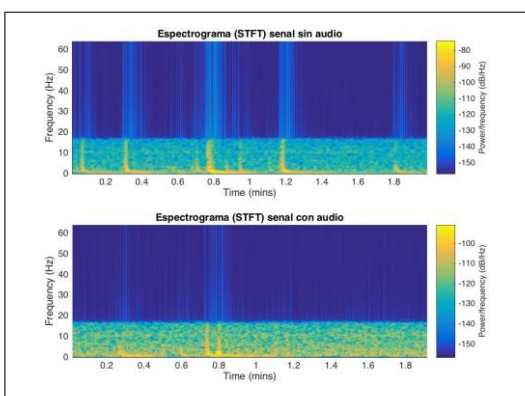 Espectrograma (STFT) senal sin audio
60
50
40
30
20
10
0
Frequency (Hz)
0.2 0.4 0.6 0.8 1 1.2 1.4 1.6 1.8
Time (mins)
-80
-90
-100
-110
-120
-130
-140
-150
Power/frequency (dB/Hz)
Espectrograma (STFT) senal con audio
60
50
40
30
20
10
0
Frequency (Hz)
0.2 0.4 0.6 0.8 1 1.2 1.4 1.6 1.8
Time (mins)
-100
-110
-120
-130
-140
-150
Power/frequency (dB/Hz)